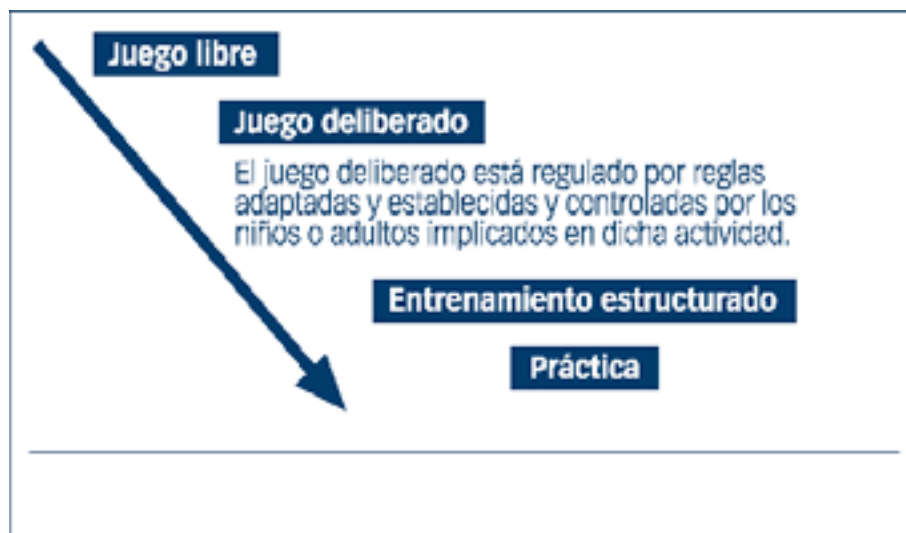 Juego libre
Juego deliberado
El juego deliberado está regulado por reglas
adaptadas y establecidas y controladas por los
niños o adultos implicados en dicha actividad.
Entrenamiento estructurado
Práctica